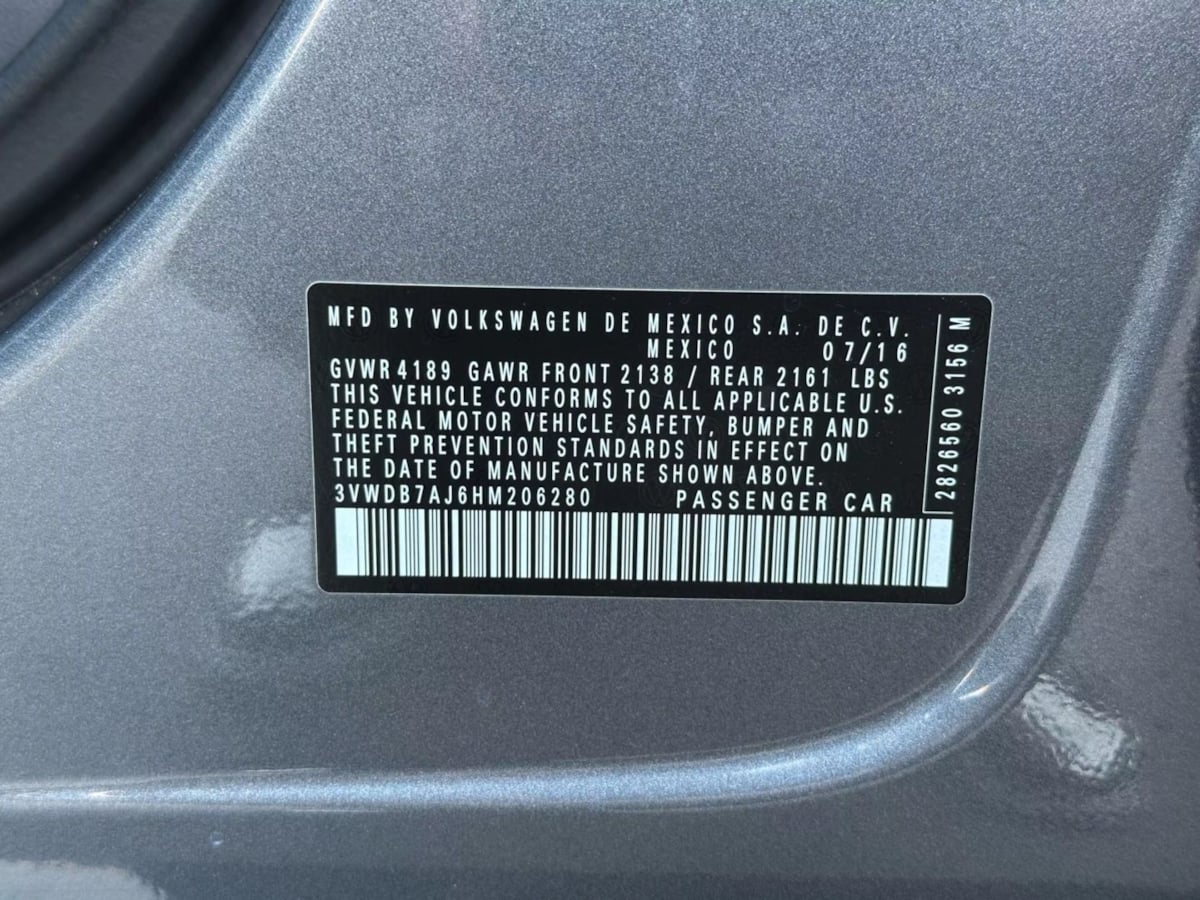 MFD BY VOLKSWAGEN DE MEXICO S.A. DE C.V.
MEXICO 07/16
GVWR 4189 GAWR FRONT 2138 / REAR 2161 LBS
THIS VEHICLE CONFORMS TO ALL APPLICABLE U.S.
FEDERAL MOTOR VEHICLE SAFETY, BUMPER AND
THEFT PREVENTION STANDARDS IN EFFECT ON
THE DATE OF MANUFACTURE SHOWN ABOVE.
3VWDB7AJ6HM206280 PASSENGER CAR
2826560 3156 M